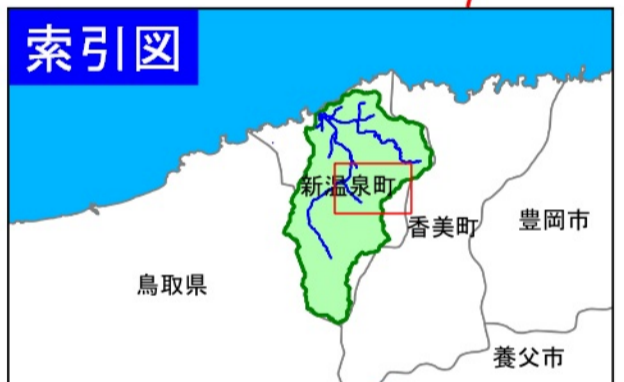 索引図
新温泉町
香美町
豊岡市
鳥取県
養父市